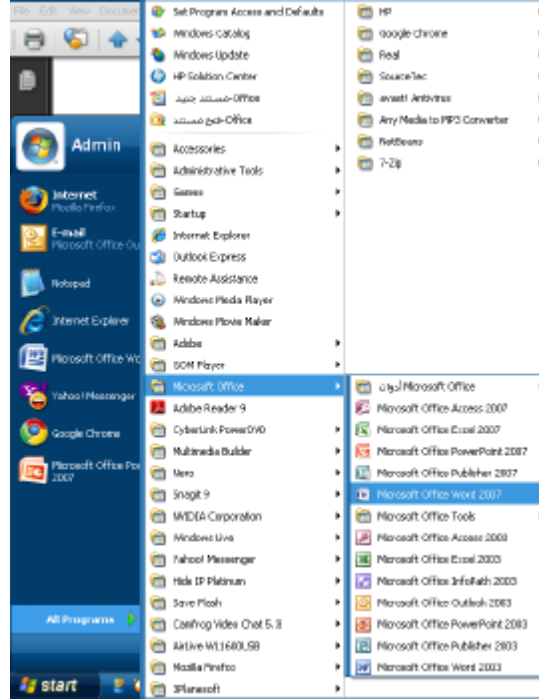 File Edit View Document
Admin
Internet
Mozilla Firefox
E-mail
Microsoft Office Ou
Notepad
Internet Explorer
Microsoft Office Wo
Yahoo! Messenger
Google Chrome
Microsoft Office Po
2007
All Programs
start
Set Program Access and Defaults
Windows Catalog
Windows Update
HP Solution Center
مستند جديد-Office
فتح مستند-Office
Accessories
Administrative Tools
Games
Startup
Internet Explorer
Outlook Express
Remote Assistance
Windows Media Player
Windows Movie Maker
Adobe
GOM Player
Microsoft Office
Adobe Reader 9
CyberLink PowerDVD
Multimedia Builder
Nero
Snagit 9
NVIDIA Corporation
Windows Live
Yahoo! Messenger
Hide IP Platinum
Save Flash
Camfrog Video Chat 5.3
AirLive WL1600USB
Mozilla Firefox
3Planesoft
HP
Google Chrome
Real
SourceTec
avast! Antivirus
Any Media to MP3 Converter
NetBeans
7-Zip
أدوات Microsoft Office
Microsoft Office Access 2007
Microsoft Office Excel 2007
Microsoft Office PowerPoint 2007
Microsoft Office Publisher 2007
Microsoft Office Word 2007
Microsoft Office Tools
Microsoft Office Access 2003
Microsoft Office Excel 2003
Microsoft Office InfoPath 2003
Microsoft Office Outlook 2003
Microsoft Office PowerPoint 2003
Microsoft Office Publisher 2003
Microsoft Office Word 2003